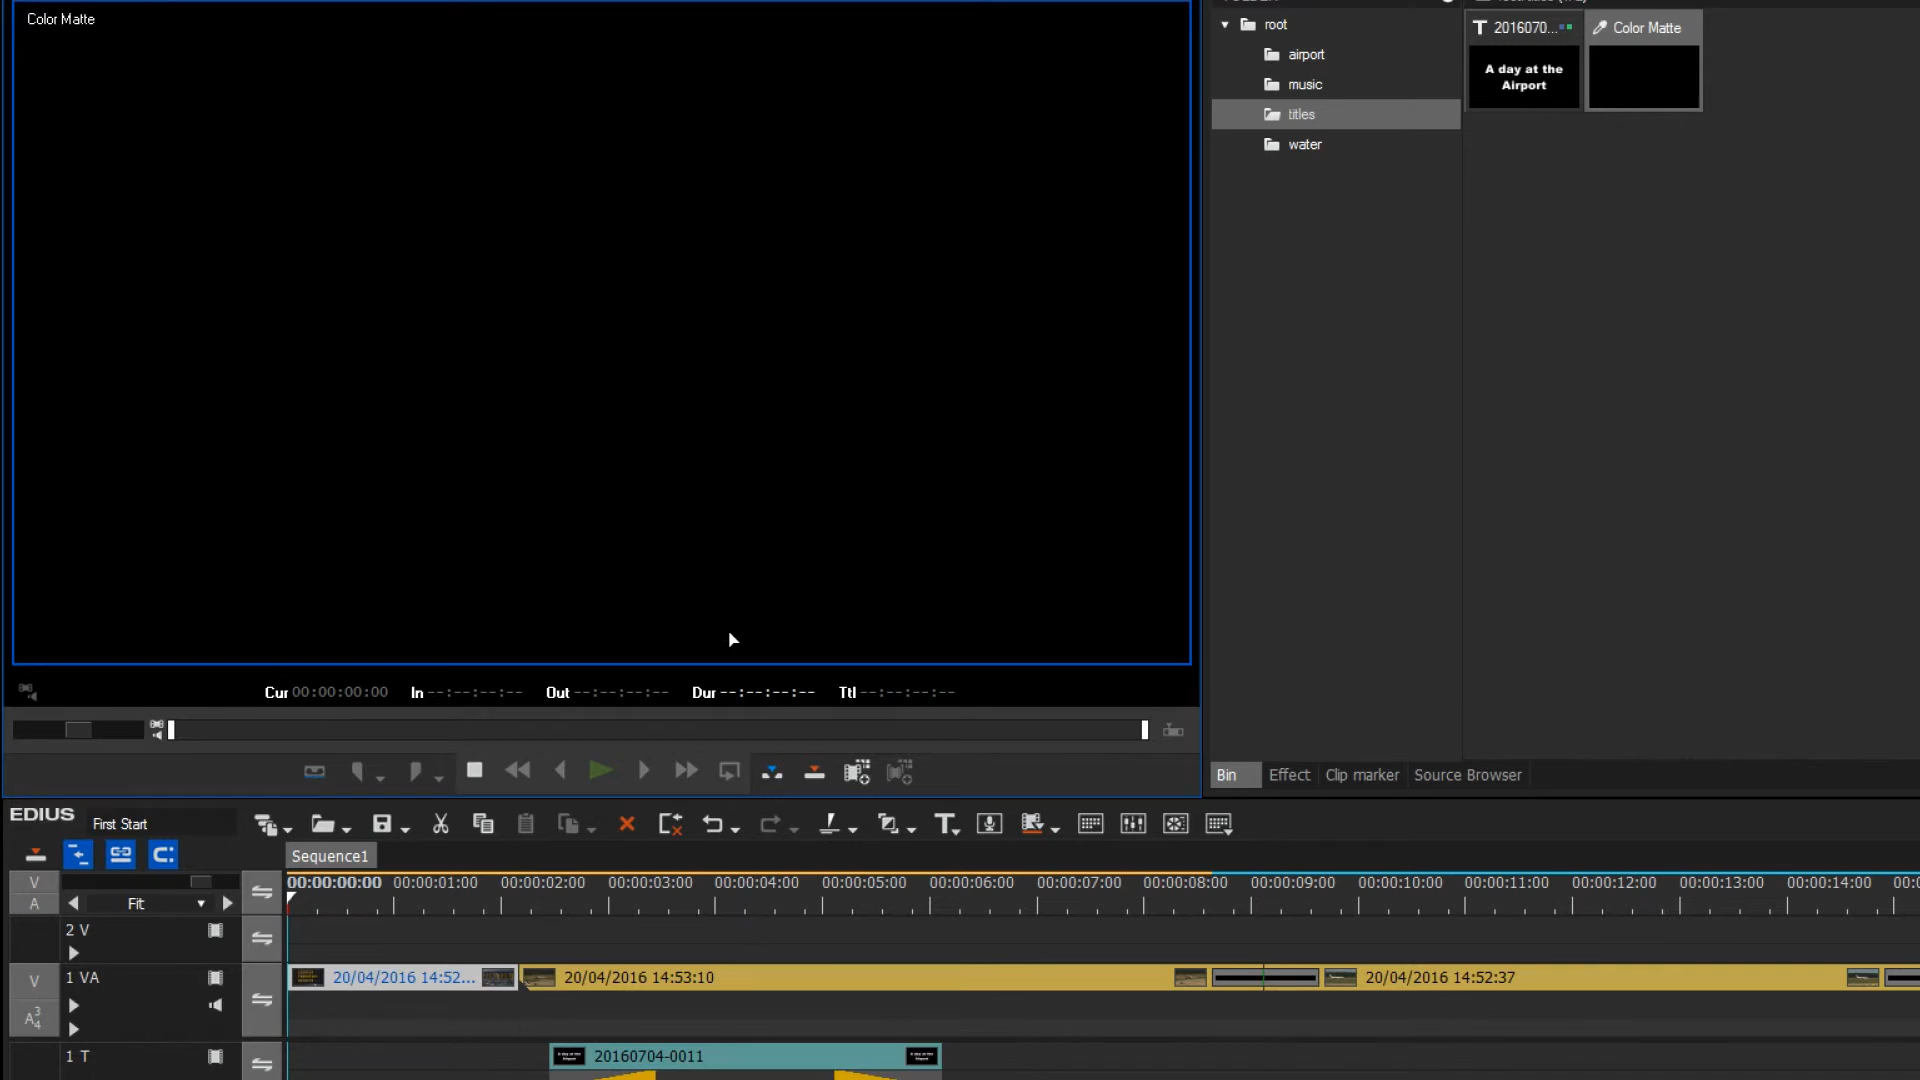 Color Matte
root
airport
music
titles
water
2016070...
Color Matte
A day at the
Airport
Cur 00:00:00:00 In --:--:--:-- Out --:--:--:-- Dur --:--:--:-- Ttl --:--:--:--
Bin Effect Clip marker Source Browser
EDIUS First Start
Sequence1
V
A
Fit
00:00:00:00 00:00:01:00 00:00:02:00 00:00:03:00 00:00:04:00 00:00:05:00 00:00:06:00 00:00:07:00 00:00:08:00 00:00:09:00 00:00:10:00 00:00:11:00 00:00:12:00 00:00:13:00 00:00:14:00
2 V
V
1 VA
20/04/2016 14:52... 20/04/2016 14:53:10 20/04/2016 14:52:37
A 3 4
1 T
20160704-0011